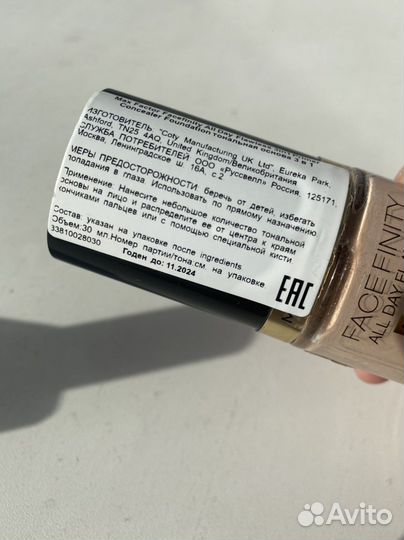 Max Factor Facefinity All Day Flawless
Concealer Foundation тональная основа 3 в 1
ИЗГОТОВИТЕЛЬ "Coty Manufacturing UK Ltd", Eureka Park,
Ashford, TN25 4AQ, United Kingdom/Великобритания
СЛУЖБА ПОТРЕБИТЕЛЕЙ ООО «Руссвелл» Россия, 125171,
Москва, Ленинградское ш. 16А, с.2
МЕРЫ ПРЕДОСТОРОЖНОСТИ: беречь от детей, избегать
попадания в глаза. Использовать по прямому назначению
Применение: Нанесите небольшое количество тональной
основы на лицо и распределите ее от центра к краям
кончиками пальцев или с помощью специальной кисти
Состав: указан на упаковке после ingredients
Объем:30 мл.Номер партии/тона:см. на упаковке
33810028030
Годен до: 11.2024
EAC
FACEFINITY
ALL DAY FL
Avito